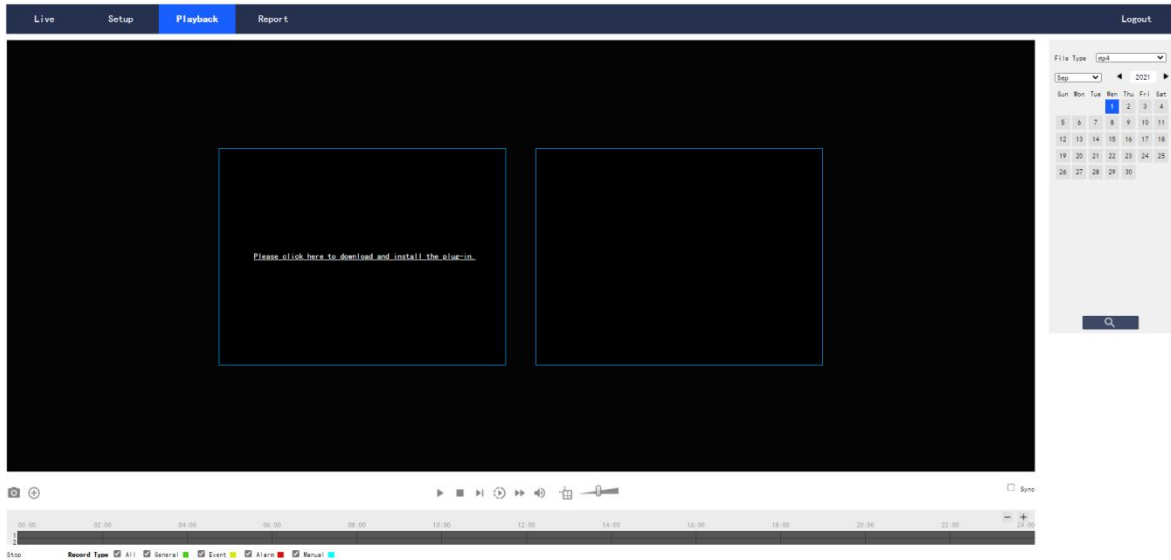 Live Setup Playback Report Logout
File Type mp4
Sep 2021
Sun Mon Tue Wen Thu Fri Sat
1 2 3 4
5 6 7 8 9 10 11
12 13 14 15 16 17 18
19 20 21 22 23 24 25
26 27 28 29 30
Please click here to download and install the plug-in.
Sync
00:00 02:00 04:00 06:00 08:00 10:00 12:00 14:00 16:00 18:00 20:00 22:00 24:00
1
2
Stop Record Type All General Event Alarm Manual